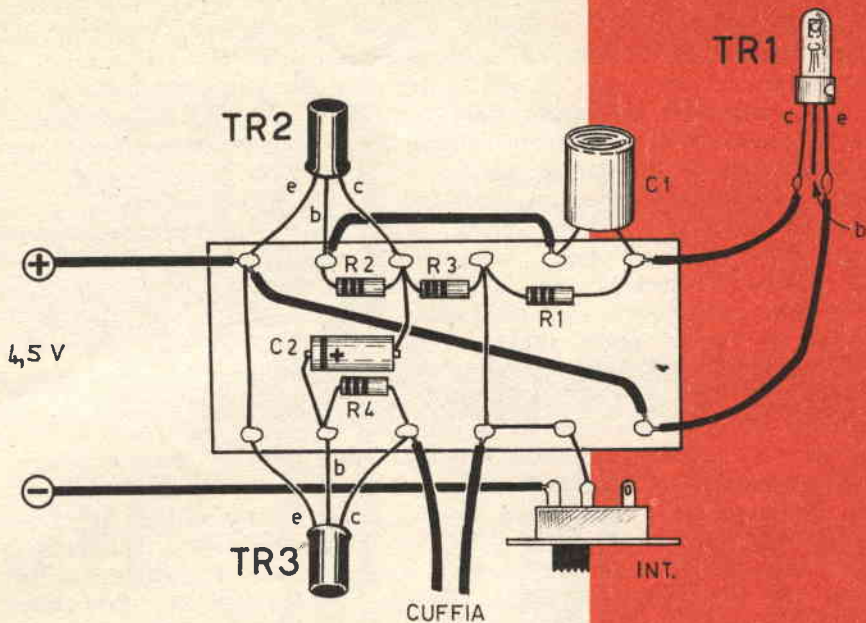 TR1
TR2
c e
e c
C1
b
b
+
R2 R3
R1
4,5 V
C2 +
R4
b
-
e c
TR3
INT.
CUFFIA